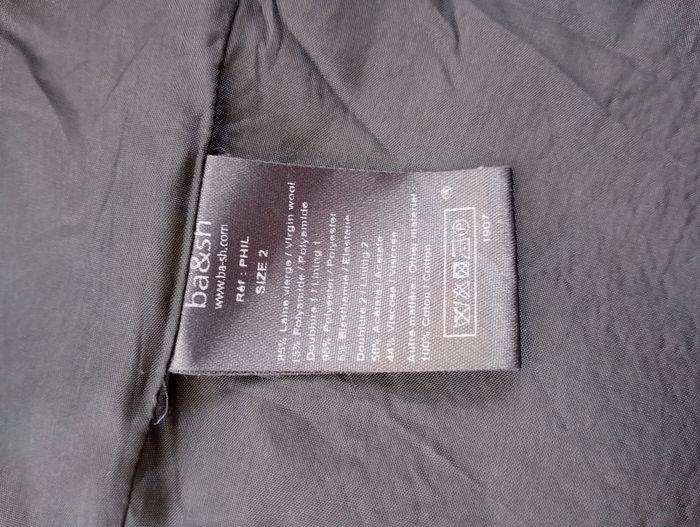 ba&sh
www.ba-sh.com
Réf : PHIL
SIZE 2
85% Laine vierge / Virgin wool
15% Polyamide / Polyamide
Doublure 1 / Lining 1
95% Polyester / Polyester
5% Elasthanne / Elastane
Doublure 2 / Lining 2
56% Acétate / Acetate
44% Viscose / Viscose
Autre matière / Other material :
100% Coton / Cotton
P
1907